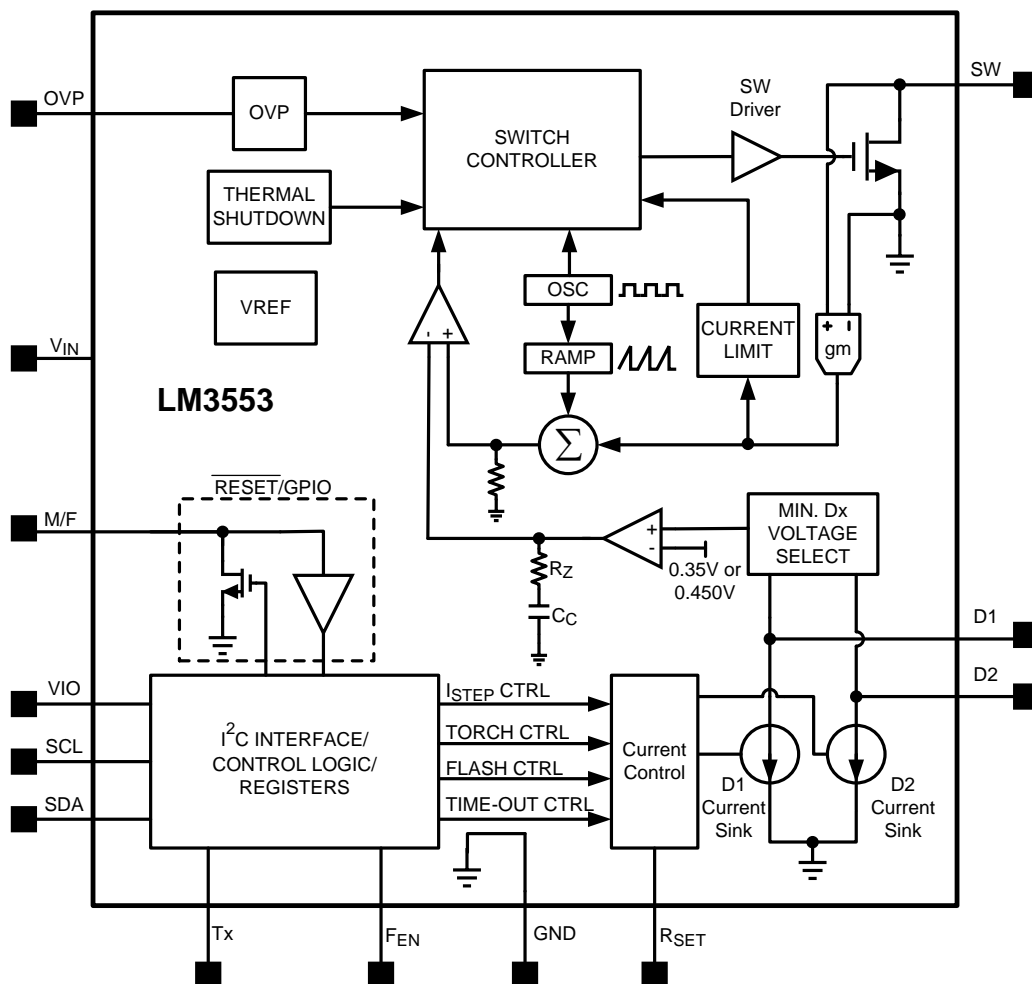 OVP
OVP
SWITCH
CONTROLLER
SW
Driver
SW
THERMAL
SHUTDOWN
VREF
OSC
RAMP
CURRENT
LIMIT
+ -
gm
- +
VIN
LM3553
Σ
RESET/GPIO
M/F
MIN. Dx
VOLTAGE
SELECT
+
-
0.35V or
0.450V
RZ
CC
D1
D2
VIO
SCL
SDA
I2C INTERFACE/
CONTROL LOGIC/
REGISTERS
ISTEP CTRL
TORCH CTRL
FLASH CTRL
TIME-OUT CTRL
Current
Control
D1
Current
Sink
D2
Current
Sink
Tx
FEN
GND
RSET